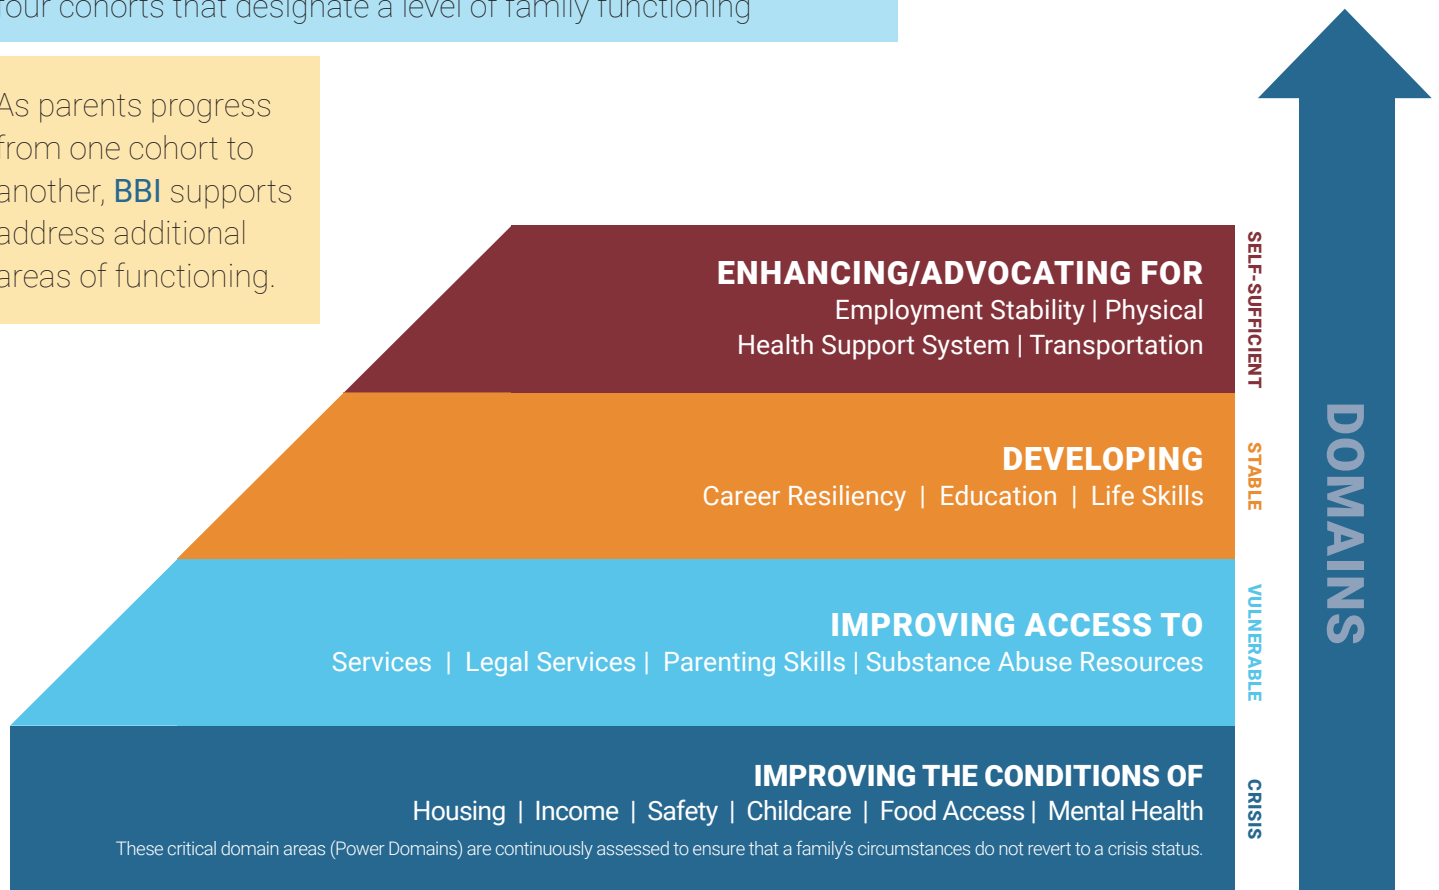 four cohorts that designate a level of family functioning
As parents progress
from one cohort to
another, BBI supports
address additional
areas of functioning.
ENHANCING/ADVOCATING FOR
Employment Stability | Physical
Health Support System | Transportation
SELF-SUFFICIENT
DEVELOPING
Career Resiliency | Education | Life Skills
STABLE
IMPROVING ACCESS TO
Services | Legal Services | Parenting Skills | Substance Abuse Resources
VULNERABLE
IMPROVING THE CONDITIONS OF
Housing | Income | Safety | Childcare | Food Access | Mental Health
These critical domain areas (Power Domains) are continuously assessed to ensure that a family's circumstances do not revert to a crisis status.
CRISIS
DOMAINS